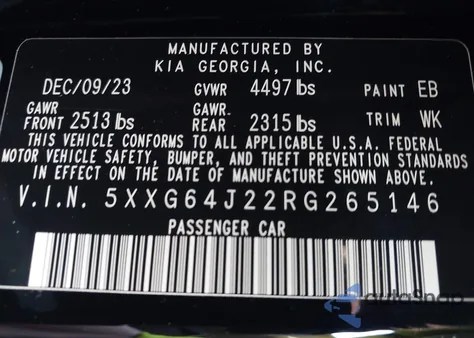 MANUFACTURED BY
KIA GEORGIA, INC.
DEC/09/23 GVWR 4497 lbs PAINT EB
GAWR FRONT 2513 lbs GAWR REAR 2315 lbs TRIM WK
THIS VEHICLE CONFORMS TO ALL APPLICABLE U.S.A. FEDERAL
MOTOR VEHICLE SAFETY, BUMPER, AND THEFT PREVENTION STANDARDS
IN EFFECT ON THE DATE OF MANUFACTURE SHOWN ABOVE.
V.I.N. 5XXG64J22RG265146
PASSENGER CAR
autoSnap